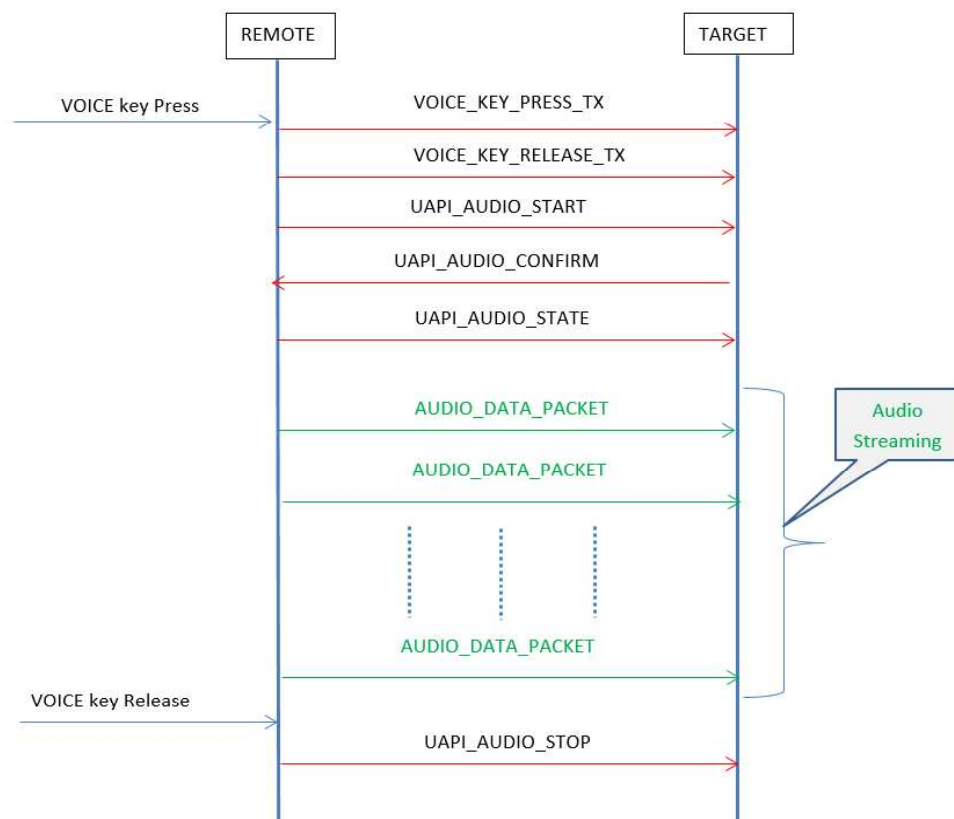 REMOTE
TARGET
VOICE key Press
VOICE_KEY_PRESS_TX
VOICE_KEY_RELEASE_TX
UAPI_AUDIO_START
UAPI_AUDIO_CONFIRM
UAPI_AUDIO_STATE
AUDIO_DATA_PACKET
Audio
Streaming
AUDIO_DATA_PACKET
AUDIO_DATA_PACKET
VOICE key Release
UAPI_AUDIO_STOP